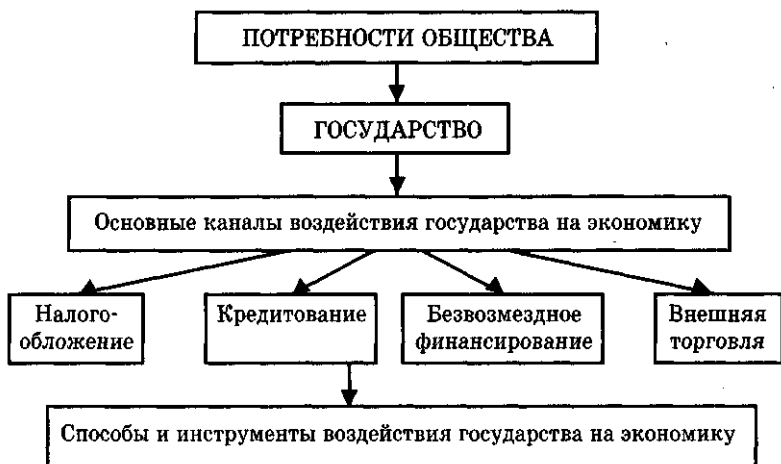 ПОТРЕБНОСТИ ОБЩЕСТВА
ГОСУДАРСТВО
Основные каналы воздействия государства на экономику
Налого-
обложение
Кредитование
Безвозмездное
финансирование
Внешняя
торговля
Способы и инструменты воздействия государства на экономику